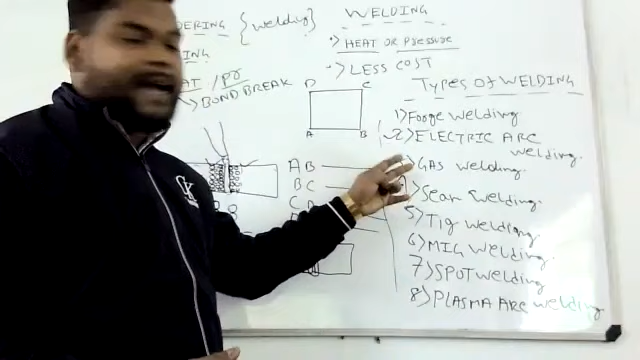 {welding}
WELDING
HEAT OR Pressure
LESS COST
/PR
BOND BREAK
D C
A B
Types of WELDING
1) Forge welding
2) ELECTRIC ARC
welding.
GAS welding.
Seam welding.
5) Tig welding
6) MIG welding.
7) SPOT welding
8) PLASMA ARC welding
A B
B C
C D